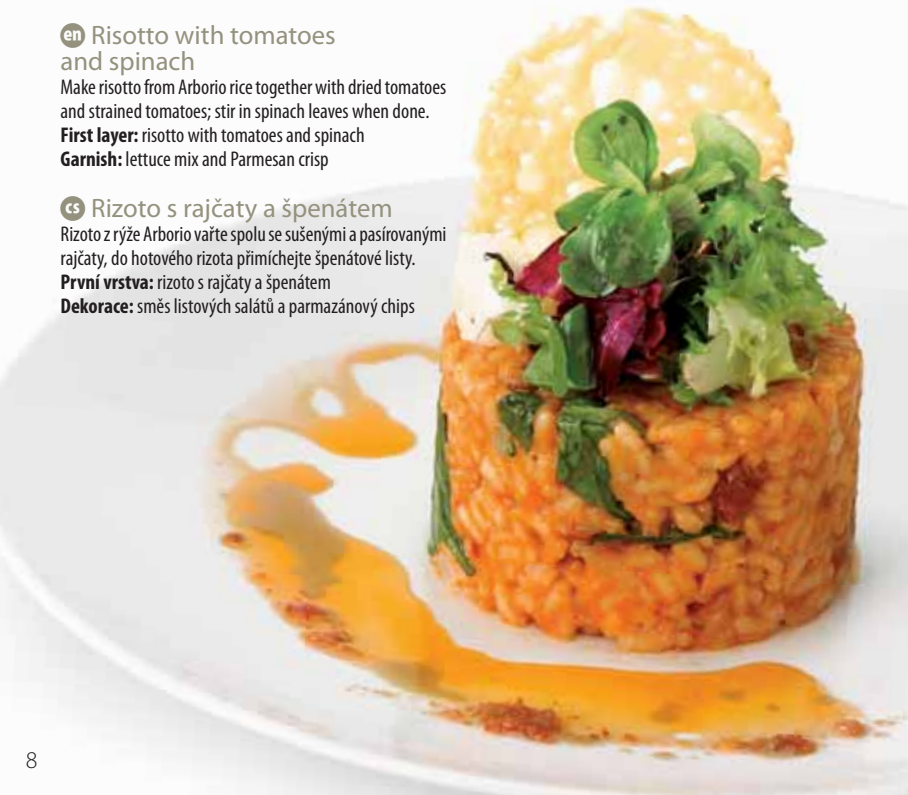 en Risotto with tomatoes
and spinach
Make risotto from Arborio rice together with dried tomatoes
and strained tomatoes; stir in spinach leaves when done.
First layer: risotto with tomatoes and spinach
Garnish: lettuce mix and Parmesan crisp
cs Rizoto s rajčaty a špenátem
Rizoto z rýže Arborio vařte spolu se sušenými a pasírovanými
rajčaty, do hotového rizota přimíchejte špenátové listy.
První vrstva: rizoto s rajčaty a špenátem
Dekorace: směs listových salátů a parmazánový chips
8